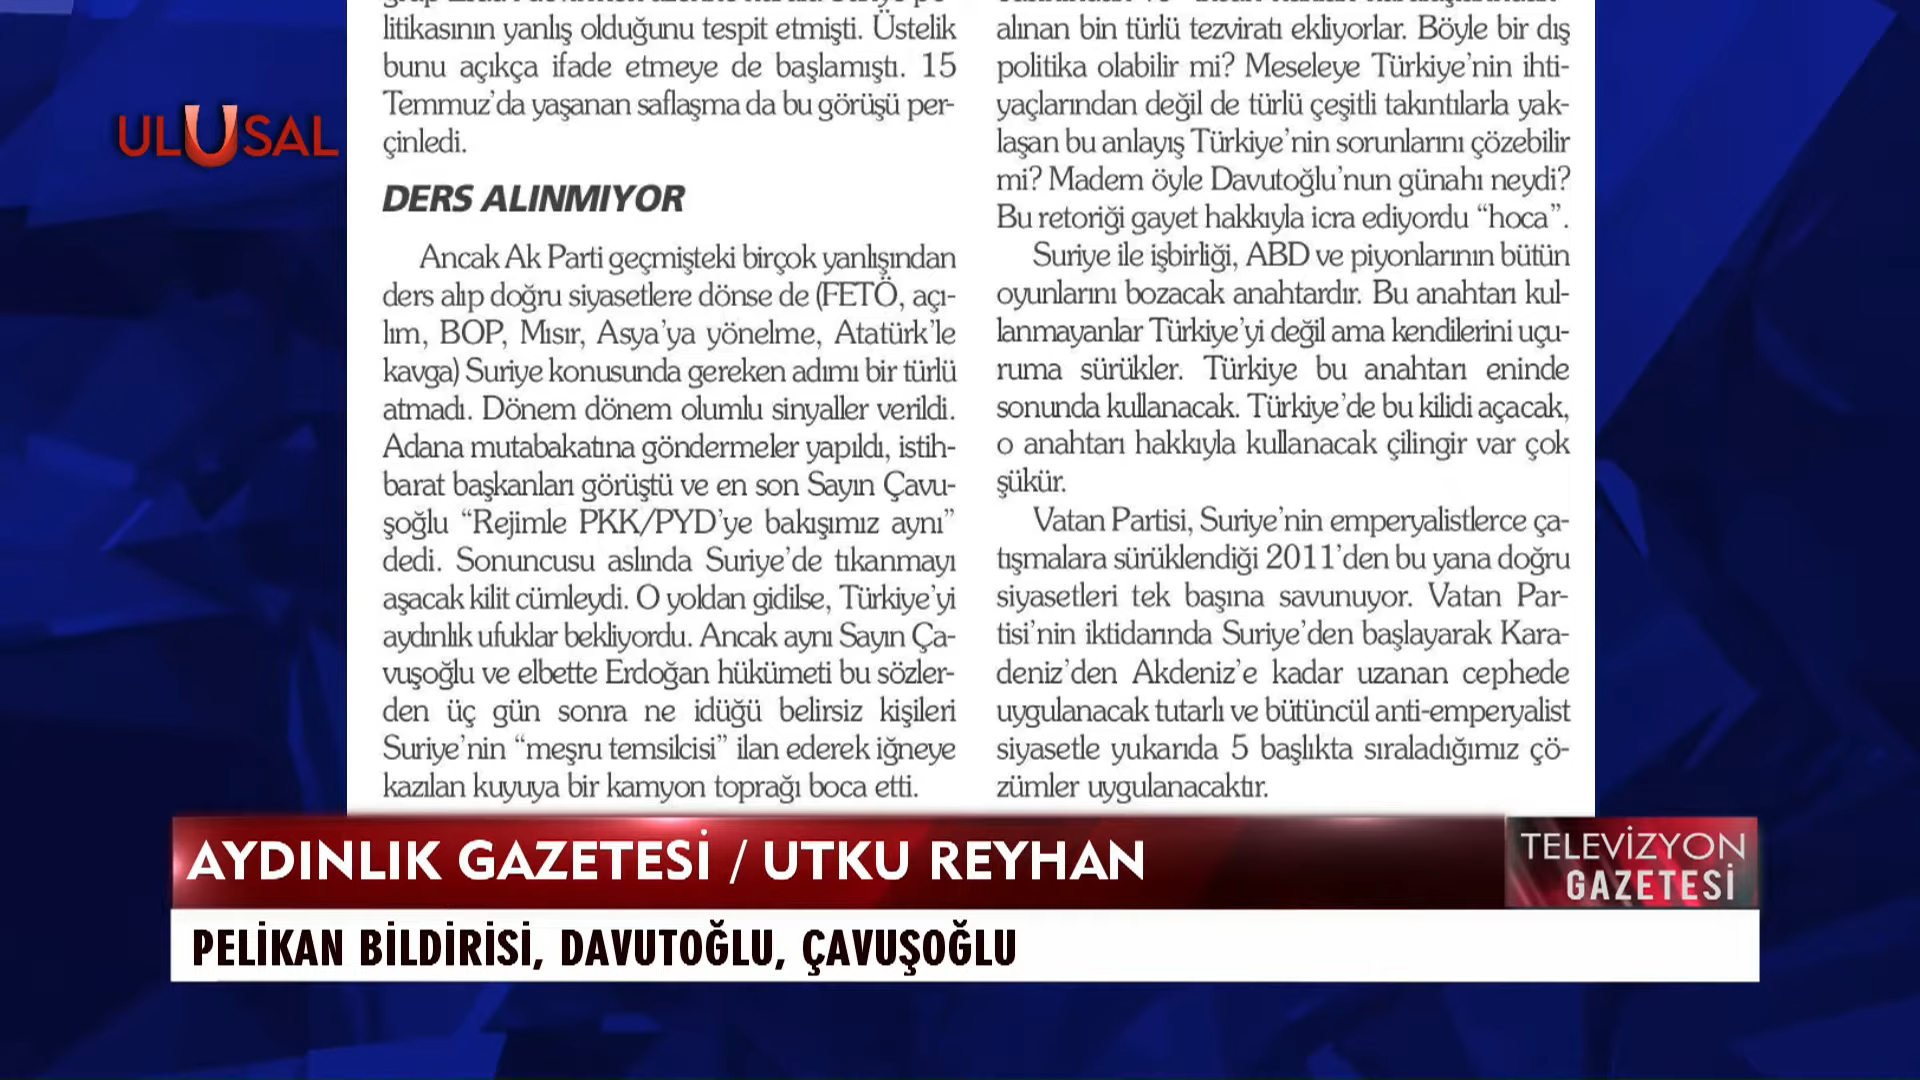 litikasının yanlış olduğunu tespit etmişti. Üstelik
bunu açıkça ifade etmeye de başlamıştı. 15
Temmuz'da yaşanan saflaşma da bu görüşü per-
çinledi.
DERS ALINMIYOR
Ancak Ak Parti geçmişteki birçok yanlışından
ders alıp doğru siyasetlere dönse de (FETÖ, açı-
lım, BOP, Mısır, Asya'ya yönelme, Atatürk'le
kavga) Suriye konusunda gereken adımı bir türlü
atmadı. Dönem dönem olumlu sinyaller verildi.
Adana mutabakatına göndermeler yapıldı, istih-
barat başkanları görüştü ve en son Sayın Çavu-
şoğlu “Rejimle PKK/PYD'ye bakışımız aynı”
dedi. Sonuncusu aslında Suriye'de tıkanmayı
aşacak kilit cümleydi. O yoldan gidilse, Türkiye'yi
aydınlık ufuklar bekliyordu. Ancak aynı Sayın Ça-
vuşoğlu ve elbette Erdoğan hükümeti bu sözler-
den üç gün sonra ne idüğü belirsiz kişileri
Suriye'nin “meşru temsilcisi” ilan ederek iğneye
kazılan kuyuya bir kamyon toprağı boca etti.
alınan bin türlü tezviratı ekliyorlar. Böyle bir dış
politika olabilir mi? Meseleye Türkiye'nin ihti-
yaçlarından değil de türlü çeşitli takıntılarla yak-
laşan bu anlayış Türkiye'nin sorunlarını çözebilir
mi? Madem öyle Davutoğlu'nun günahı neydi?
Bu retoriği gayet hakkıyla icra ediyordu “hoca”.
Suriye ile işbirliği, ABD ve piyonlarının bütün
oyunlarını bozacak anahtardır. Bu anahtarı kul-
lanmayanlar Türkiye'yi değil ama kendilerini uçu-
ruma sürükler. Türkiye bu anahtarı eninde
sonunda kullanacak. Türkiye'de bu kilidi açacak,
o anahtarı hakkıyla kullanacak çilingir var çok
şükür.
Vatan Partisi, Suriye'nin emperyalistlerce ça-
tışmalara sürüklendiği 2011'den bu yana doğru
siyasetleri tek başına savunuyor. Vatan Par-
tisi'nin iktidarında Suriye'den başlayarak Kara-
deniz'den Akdeniz'e kadar uzanan cephede
uygulanacak tutarlı ve bütüncül anti-emperyalist
siyasetle yukarıda 5 başlıkta sıraladığımız çö-
zümler uygulanacaktır.
ULUSAL
AYDINLIK GAZETESİ / UTKU REYHAN
TELEVİZYON
GAZETESİ
PELİKAN BİLDİRİSİ, DAVUTOĞLU, ÇAVUŞOĞLU